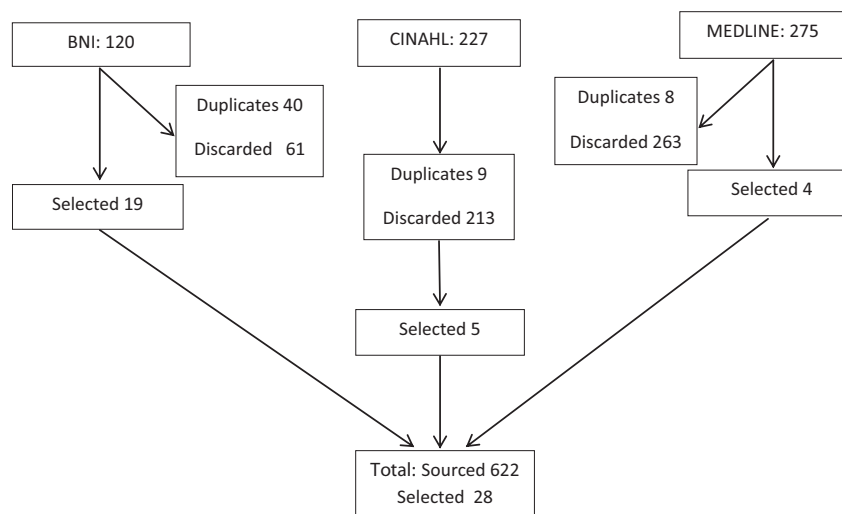 BNI: 120
CINAHL: 227
MEDLINE: 275
Duplicates 40
Discarded 61
Duplicates 8
Discarded 263
Duplicates 9
Discarded 213
Selected 19
Selected 4
Selected 5
Total: Sourced 622
Selected 28